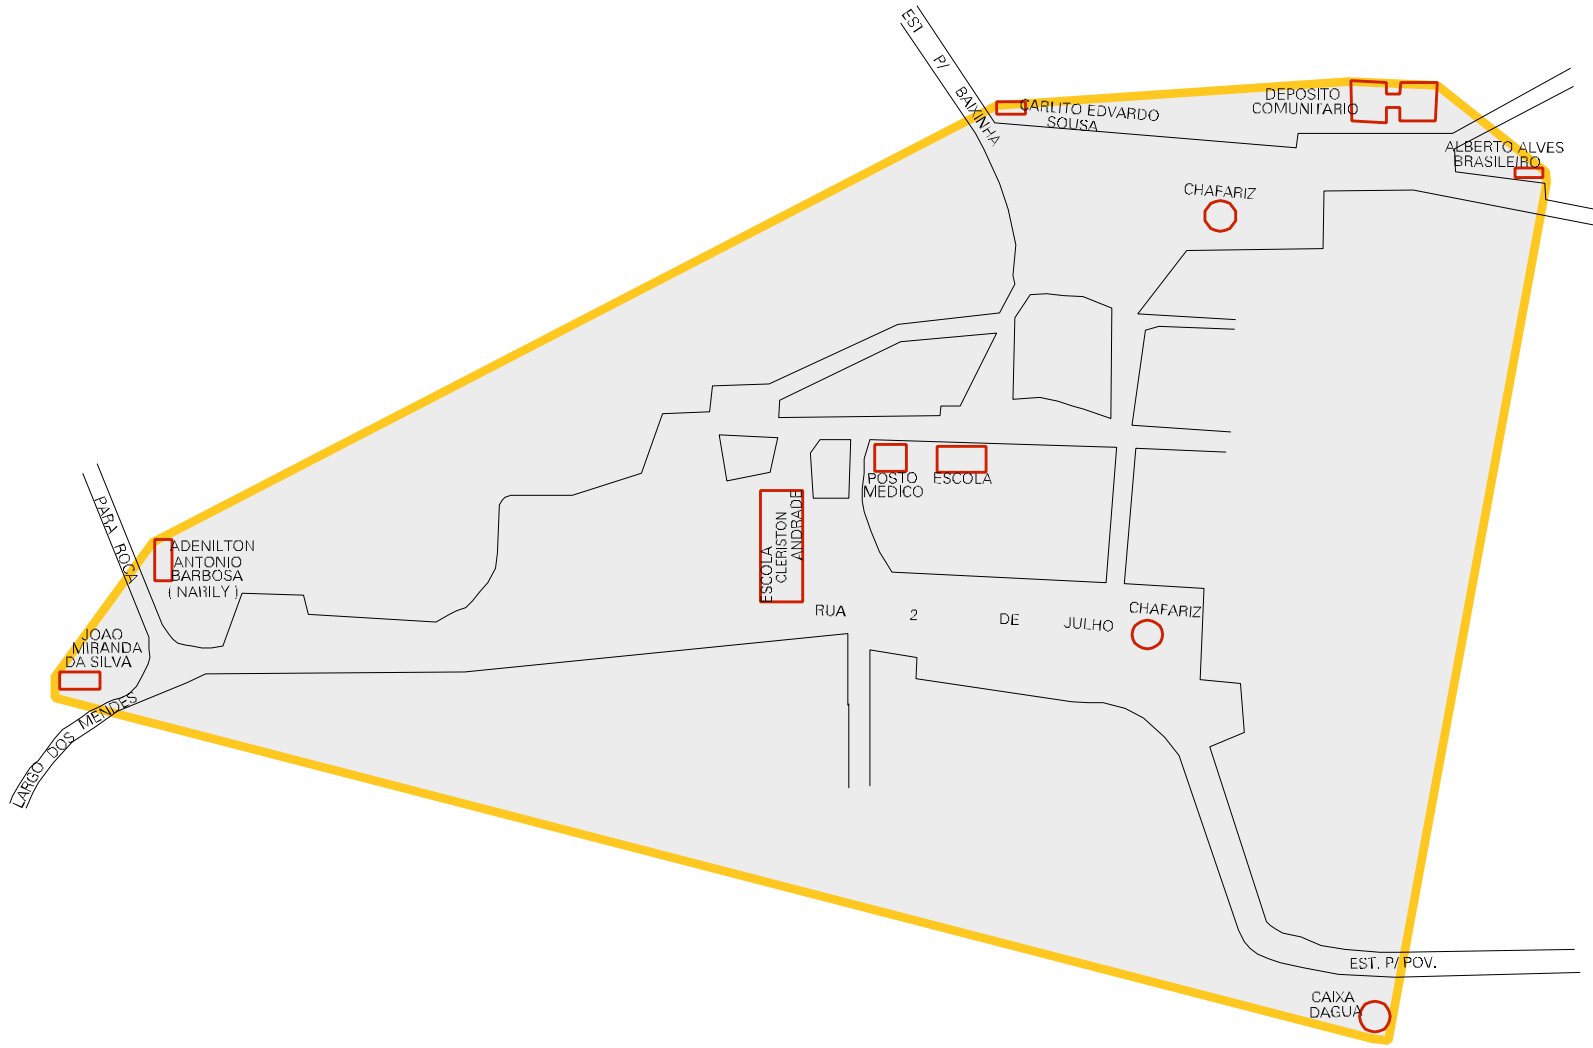 EST P/ BAIXINHA
CARLITO EDVARDO
SOUSA
DEPOSITO
COMUNITARIO
ALBERTO ALVES
BRASILEIRO
CHAFARIZ
POSTO
MEDICO
ESCOLA
ESCOLA
CLERISTON
ANDRADE
PARA ROCA
ADENILTON
ANTONIO
BARBOSA
( NARILY )
RUA 2 DE JULHO
CHAFARIZ
JOAO
MIRANDA
DA SILVA
LARGO DOS MENDES
EST. P/ POV.
CAIXA
DAGUA